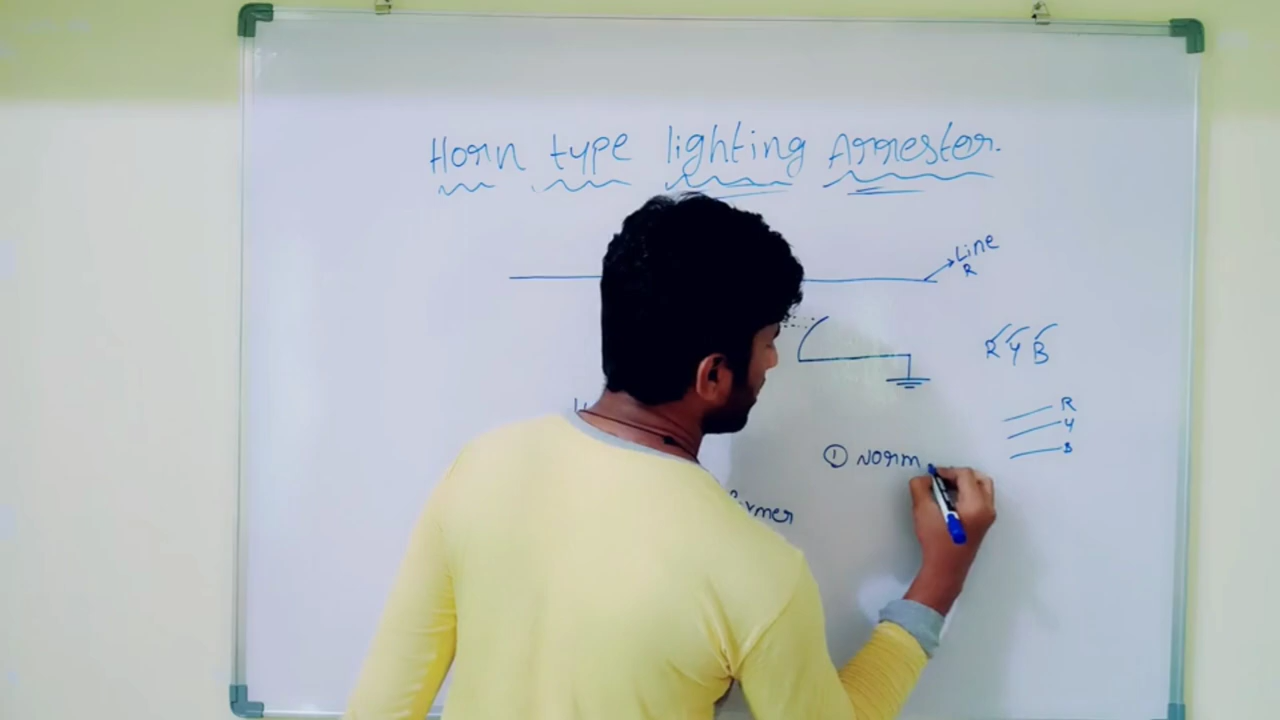 Horn type lighting Arrester.
Line
R
R Y B
R
Y
B
① Norm
rmer